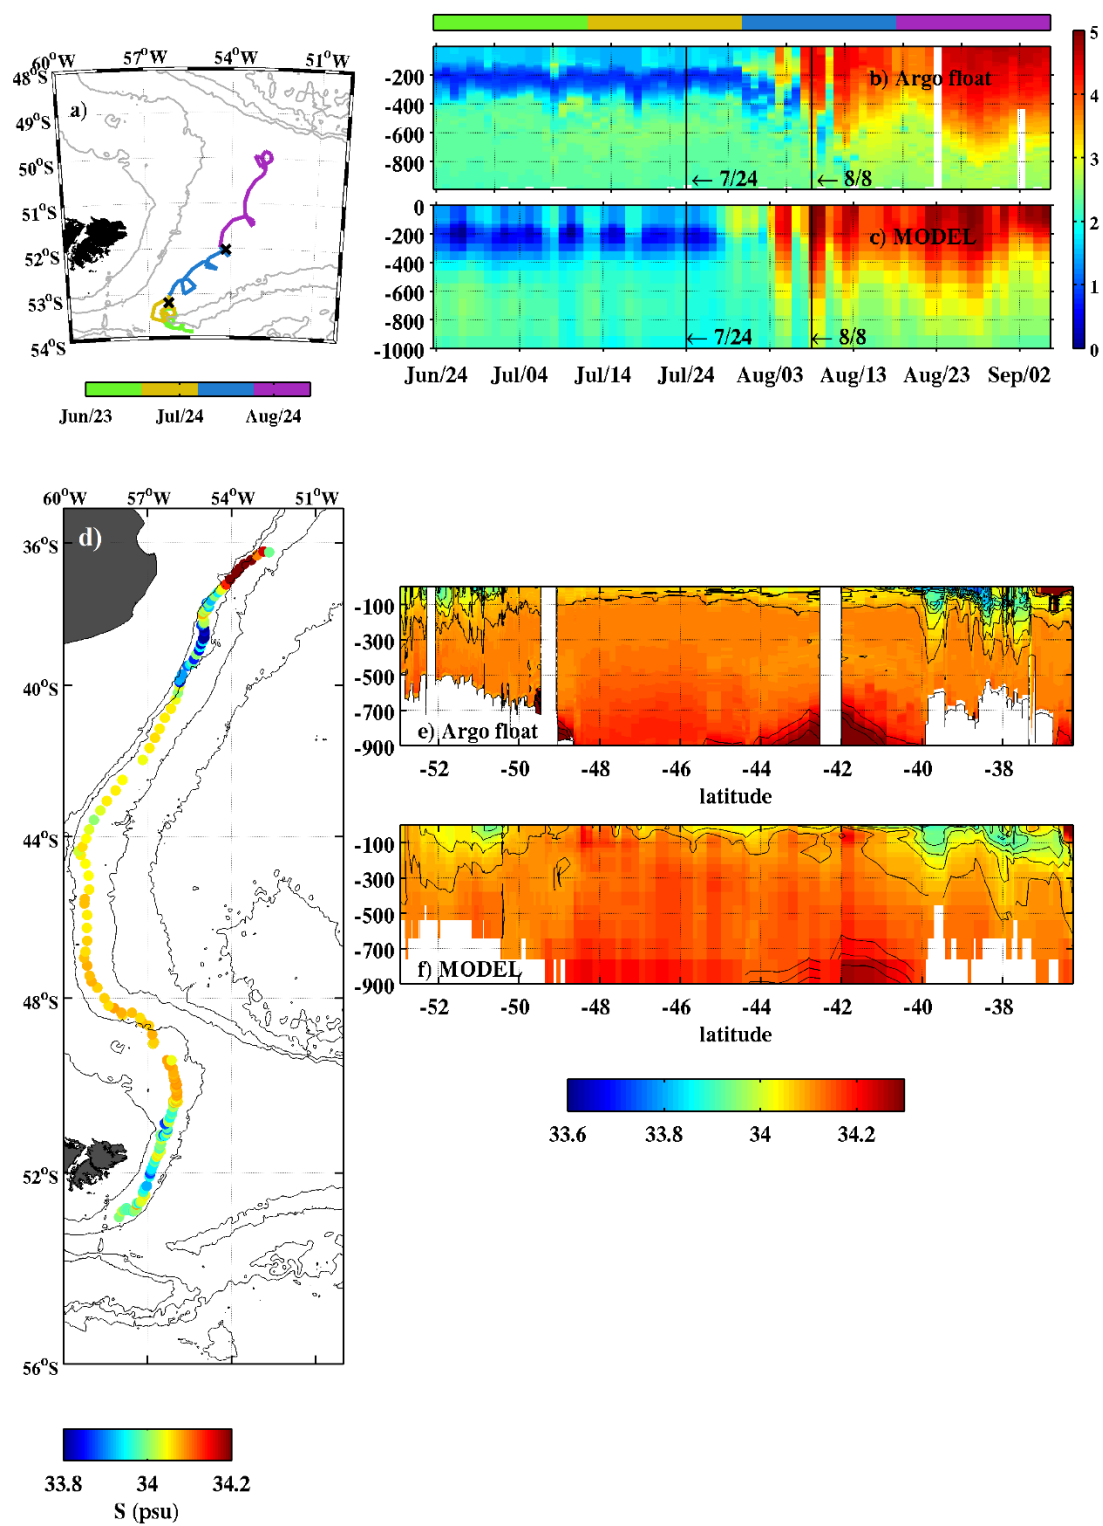 60°W 57°W 54°W 51°W
48°S
a)
49°S
50°S
51°S
52°S
53°S
54°S
Jun/23 Jul/24 Aug/24
5
4
3
2
1
0
-200
-400
-600
-800
b) Argo float
← 7/24 ← 8/8
0
-200
-400
-600
-800
-1000
c) MODEL
← 7/24 ← 8/8
Jun/24 Jul/04 Jul/14 Jul/24 Aug/03 Aug/13 Aug/23 Sep/02
60°W 57°W 54°W 51°W
d)
36°S
40°S
44°S
48°S
52°S
56°S
33.8 34 34.2
S (psu)
-100
-300
-500
-700
-900
e) Argo float
-52 -50 -48 -46 -44 -42 -40 -38
latitude
-100
-300
-500
-700
-900
f) MODEL
-52 -50 -48 -46 -44 -42 -40 -38
latitude
33.6 33.8 34 34.2